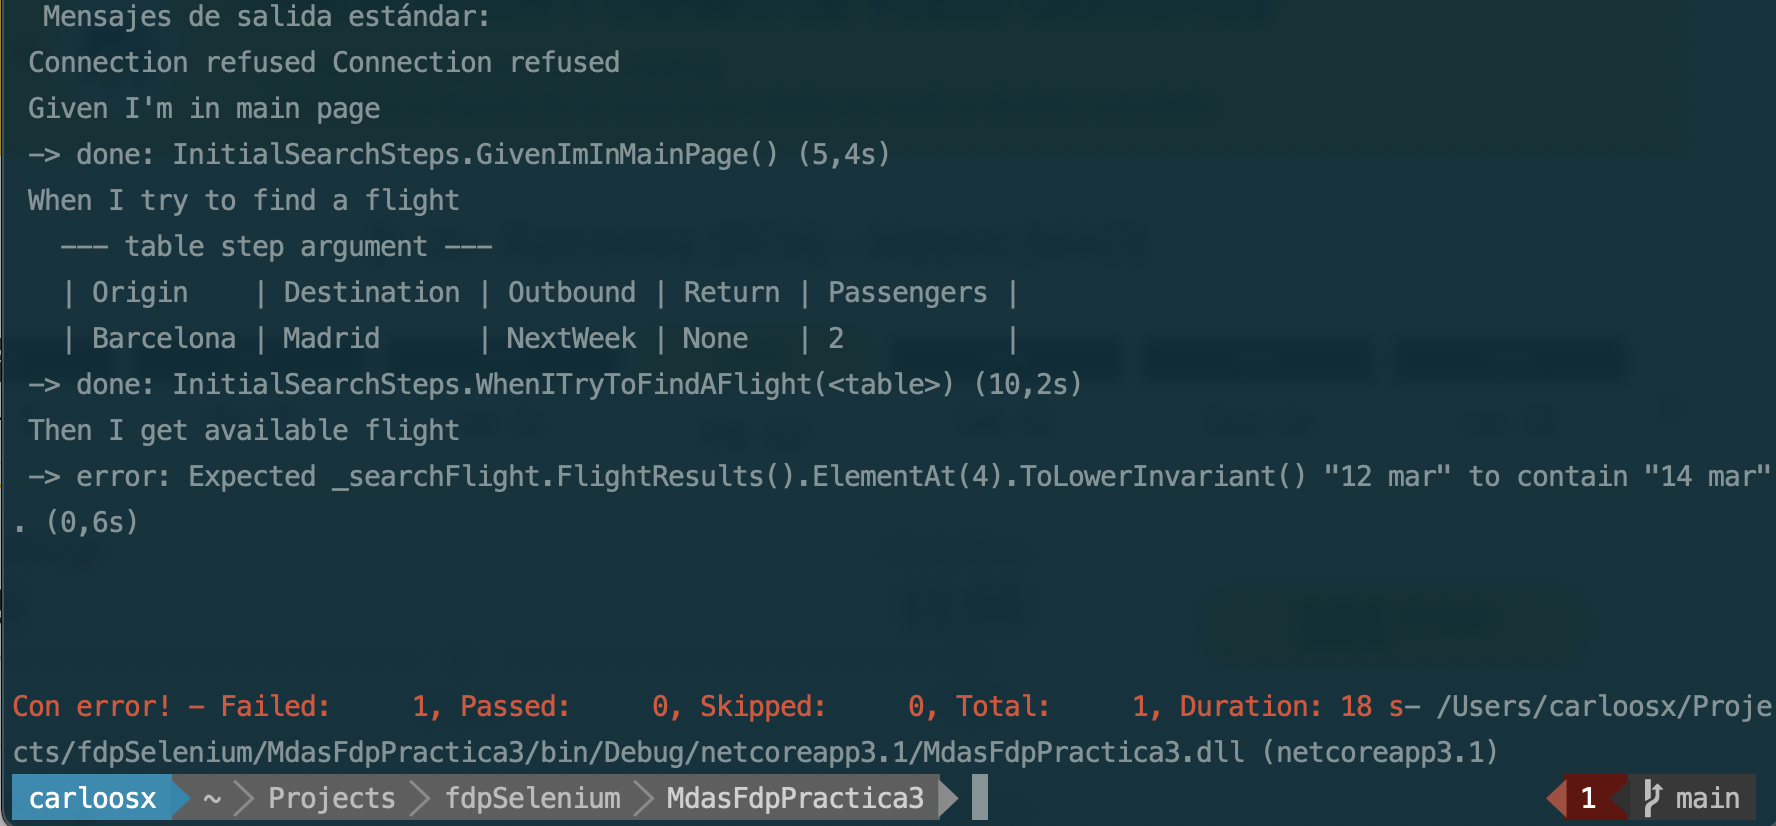 Mensajes de salida estándar:
Connection refused Connection refused
Given I'm in main page
-> done: InitialSearchSteps.GivenImInMainPage() (5,4s)
When I try to find a flight
--- table step argument ---
| Origin    | Destination | Outbound | Return | Passengers |
| Barcelona | Madrid      | NextWeek | None   | 2          |
-> done: InitialSearchSteps.WhenITryToFindAFlight(<table>) (10,2s)
Then I get available flight
-> error: Expected _searchFlight.FlightResults().ElementAt(4).ToLowerInvariant() "12 mar" to contain "14 mar"
. (0,6s)
Con error! - Failed:     1, Passed:     0, Skipped:     0, Total:     1, Duration: 18 s- /Users/carloosx/Proje
cts/fdpSelenium/MdasFdpPractica3/bin/Debug/netcoreapp3.1/MdasFdpPractica3.dll (netcoreapp3.1)
carloosx ~ Projects fdpSelenium MdasFdpPractica3 1 main